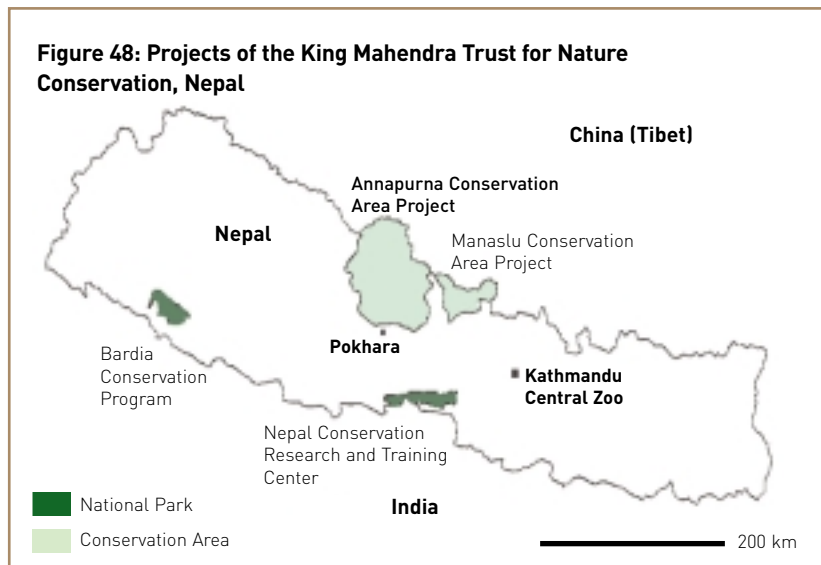 Figure 48: Projects of the King Mahendra Trust for Nature
Conservation, Nepal
China (Tibet)
Annapurna Conservation
Area Project
Nepal
Manaslu Conservation
Area Project
Pokhara
Bardia
Conservation
Program
Kathmandu
Central Zoo
Nepal Conservation
Research and Training
Center
India
National Park
Conservation Area
200 km